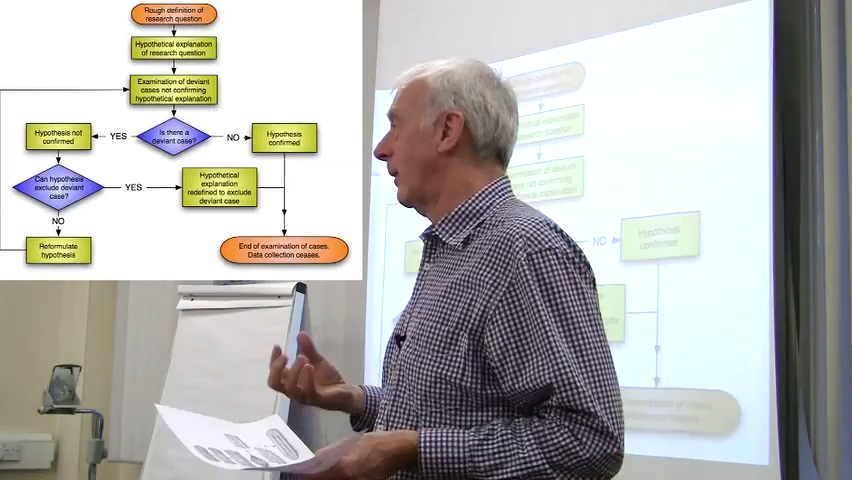 Rough definition of
research question
Hypothetical explanation
of research question
Examination of deviant
cases not confirming
hypothetical explanation
Is there a
deviant case?
YES
NO
Hypothesis not
confirmed
Hypothesis
confirmed
Can hypothesis
exclude deviant
case?
YES
Hypothetical
explanation
redefined to exclude
deviant case
NO
Reformulate
hypothesis
End of examination of cases.
Data collection ceases.
NO
Hypothesis
confirmed